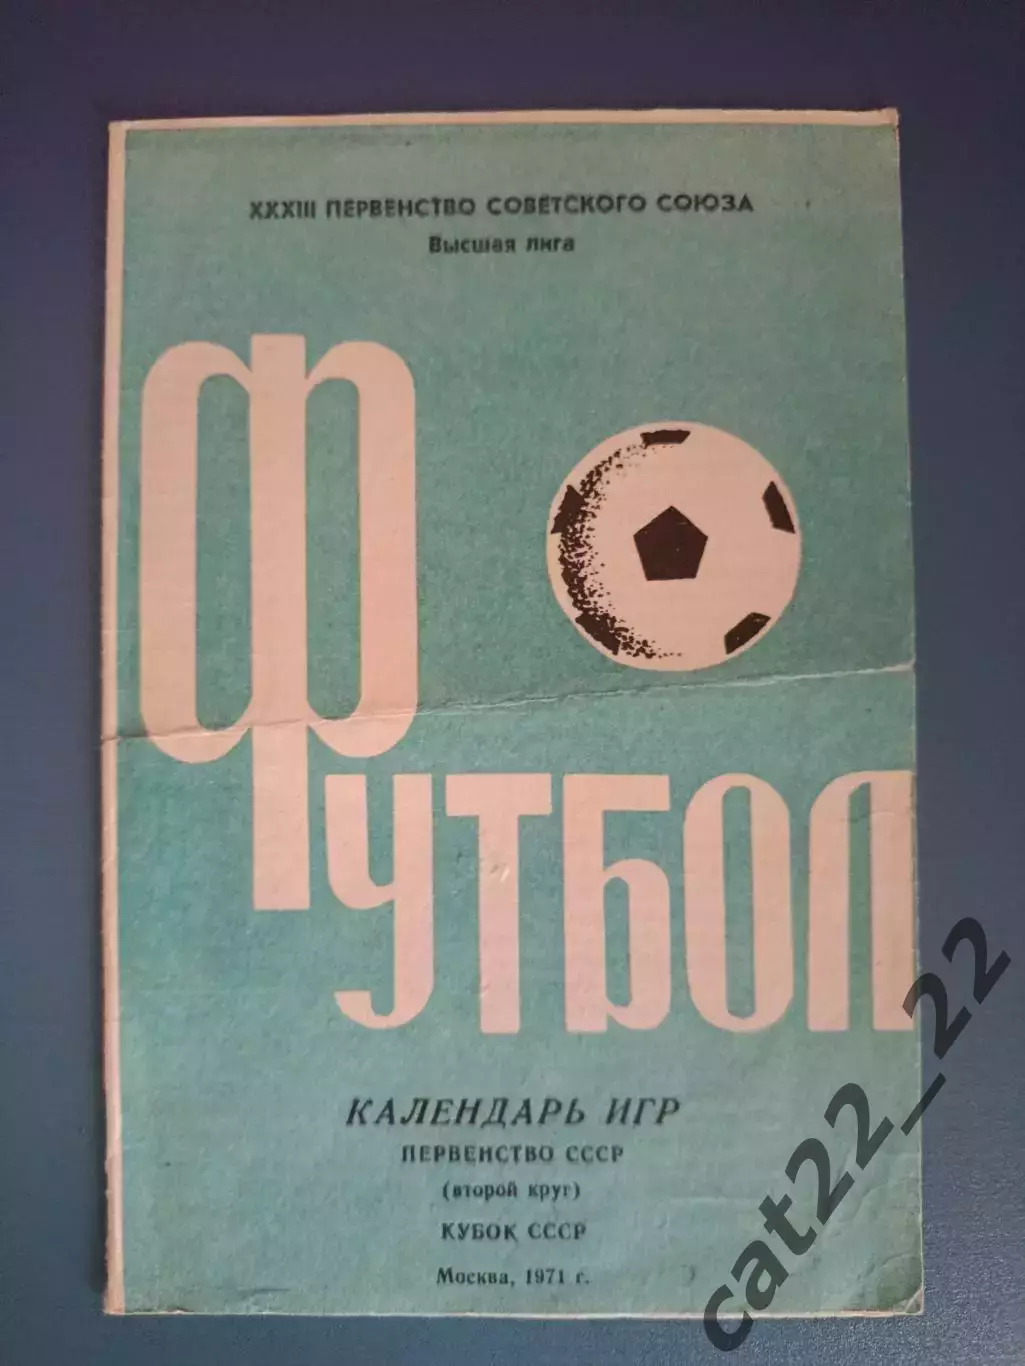 XXXIII ПЕРВЕНСТВО СОВЕТСКОГО СОЮЗА
Высшая лига
ФУТБОЛ
КАЛЕНДАРЬ ИГР
ПЕРВЕНСТВО СССР
(второй круг)
КУБОК СССР
Москва, 1971 г.
cat22_22